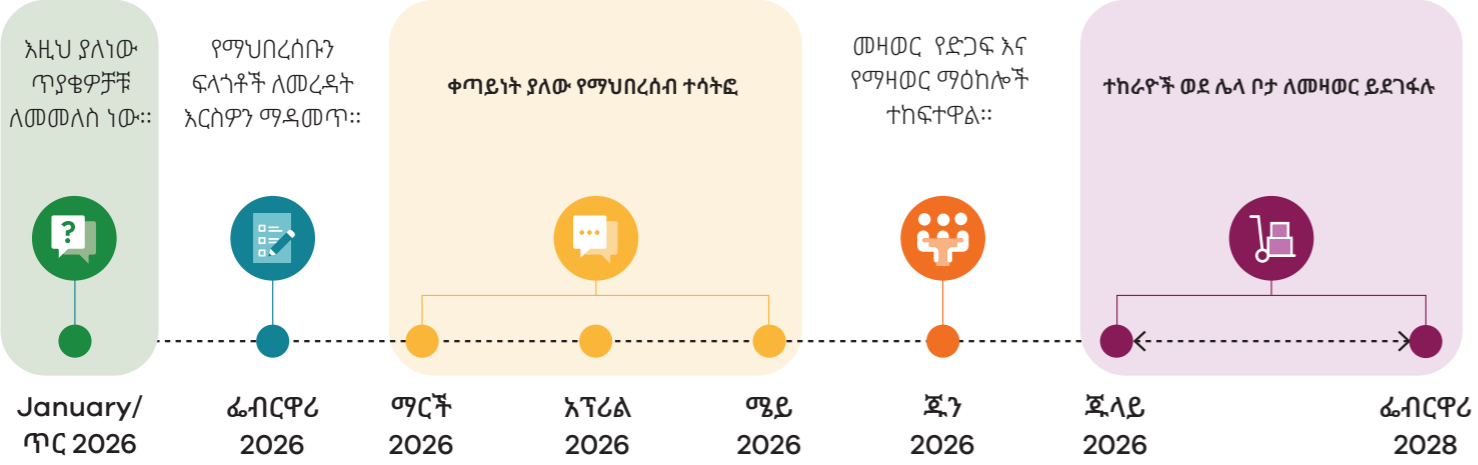 እዚህ ያለነው
ጥያቄዎቻቹ
ለመመለስ ነው።
የማህበረሰቡን
ፍላጎቶች ለመረዳት
እርስዎን ማዳመጥ።
ቀጣይነት ያለው የማህበረሰብ ተሳትፎ
መዛወር የድጋፍ እና
የማዛወር ማዕከሎች
ተከፍተዋል።
ተከራዮች ወደ ሌላ ቦታ ለመዛወር ይደገፋሉ
?
January/
ጥር 2026
ፌብርዋሪ
2026
ማርች
2026
አፕሪል
2026
ሜይ
2026
ጁን
2026
ጁላይ
2026
ፌብርዋሪ
2028